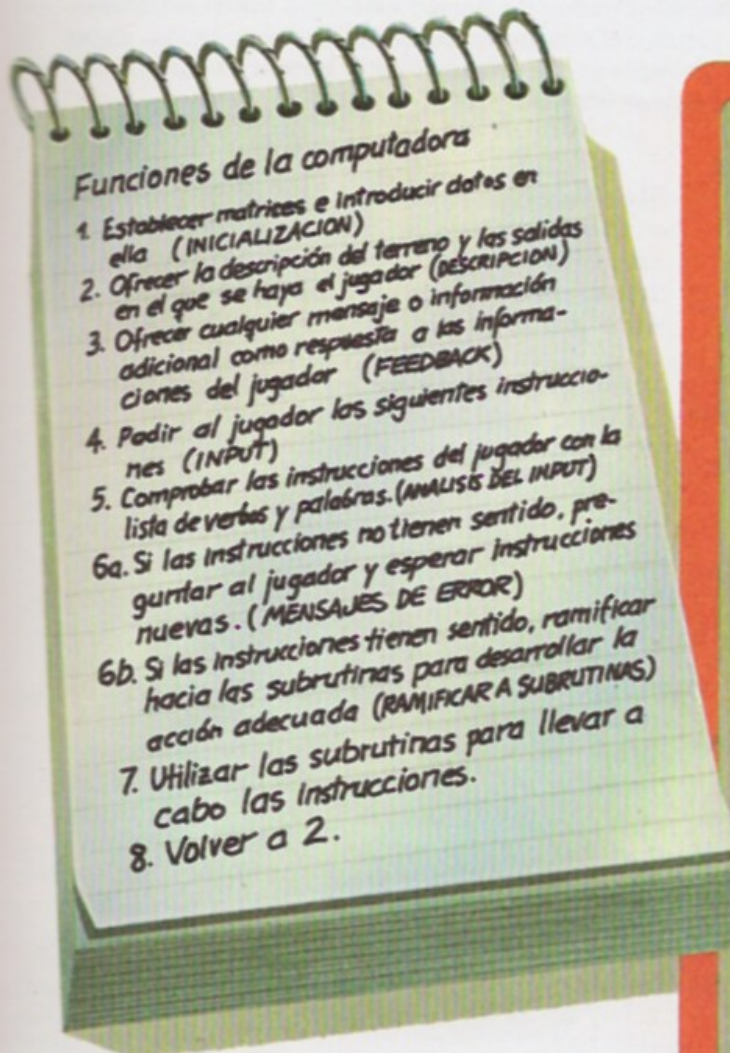 Funciones de la computadora
1. Establecer matrices e introducir datos en
ella (INICIALIZACION)
2. Ofrecer la descripción del terreno y las salidas
en el que se haya el jugador (DESCRIPCION)
3. Ofrecer cualquier mensaje o información
adicional como respuesta a las informa-
ciones del jugador (FEEDBACK)
4. Pedir al jugador las siguientes instruccio-
nes (INPUT)
5. Comprobar las instrucciones del jugador con la
lista de verbos y palabras. (ANALISIS DEL INPUT)
6a. Si las instrucciones no tienen sentido, pre-
guntar al jugador y esperar instrucciones
nuevas. (MENSAJES DE ERROR)
6b. Si las instrucciones tienen sentido, ramificar
hacia las subrutinas para desarrollar la
acción adecuada (RAMIFICAR A SUBRUTINAS)
7. Utilizar las subrutinas para llevar a
cabo las instrucciones.
8. Volver a 2.